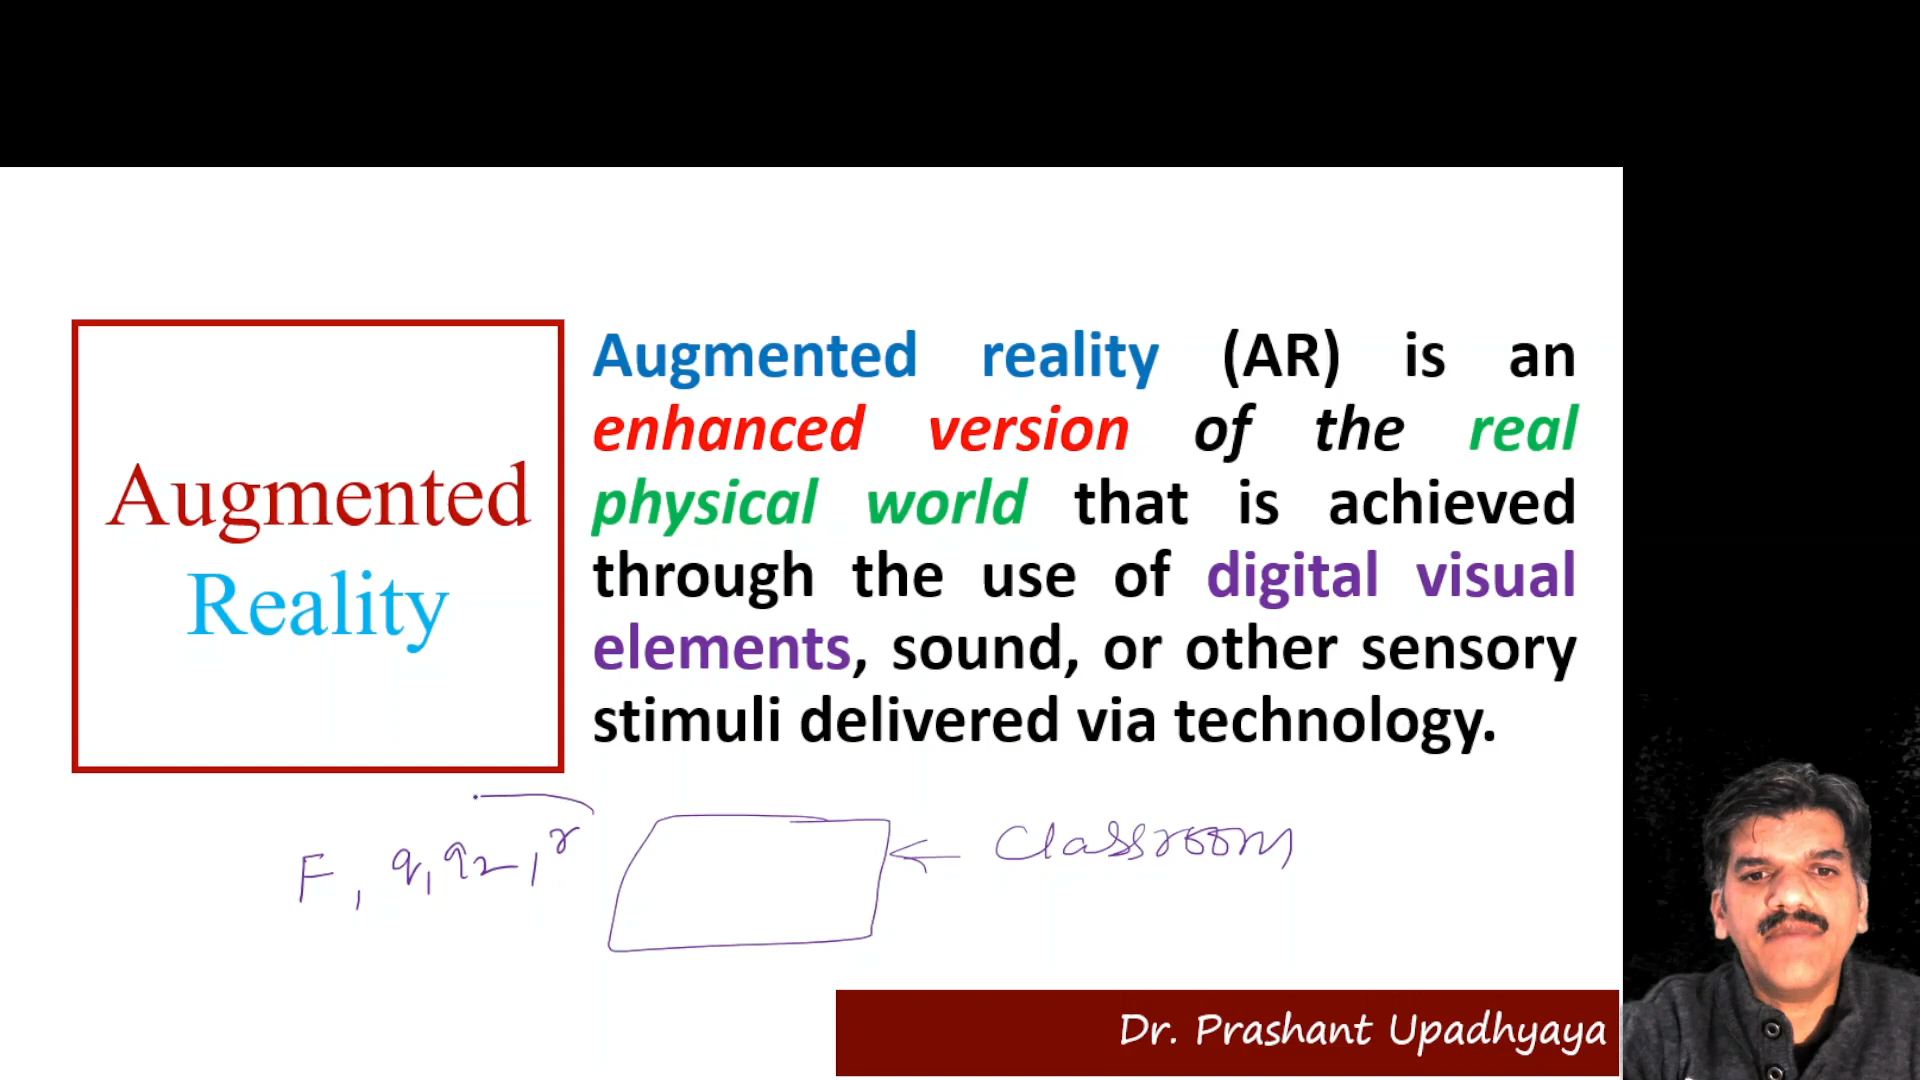 Augmented
Reality
Augmented reality (AR) is an
enhanced version of the real
physical world that is achieved
through the use of digital visual
elements, sound, or other sensory
stimuli delivered via technology.
F, q, q2, r
Classroom
Dr. Prashant Upadhyaya